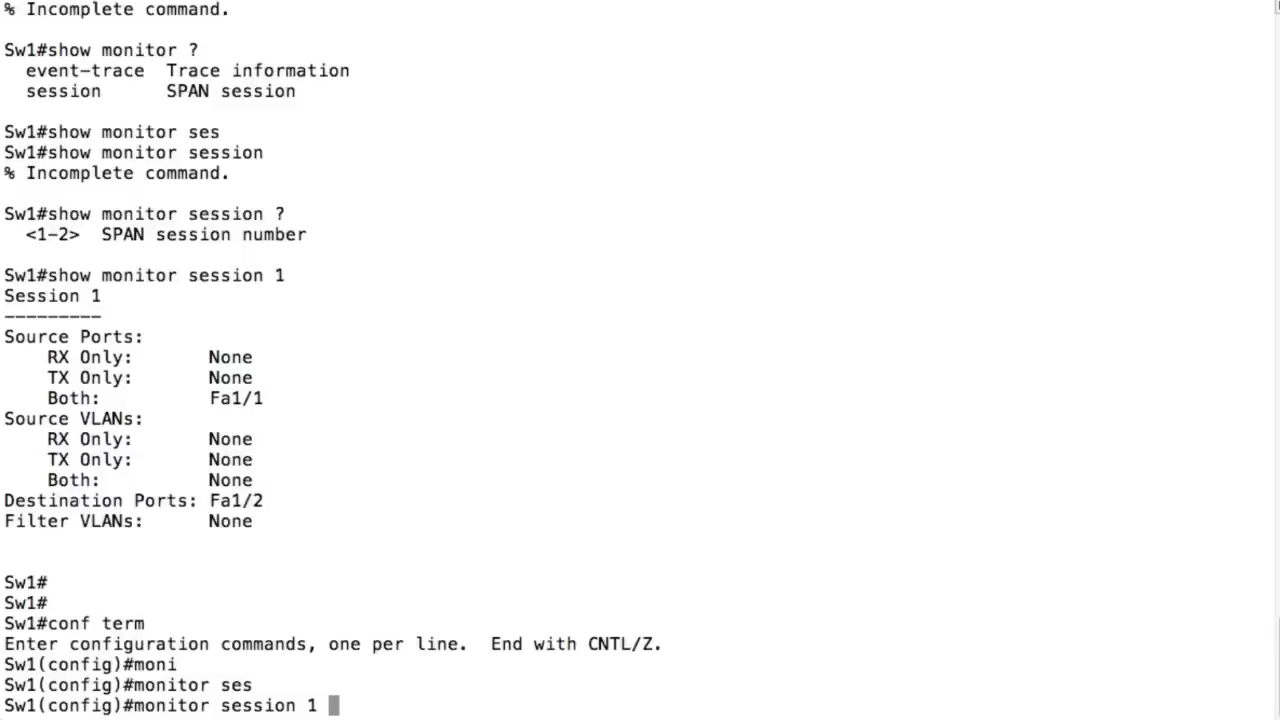 % Incomplete command.
Sw1#show monitor ?
event-trace Trace information
session SPAN session
Sw1#show monitor ses
Sw1#show monitor session
% Incomplete command.
Sw1#show monitor session ?
<1-2> SPAN session number
Sw1#show monitor session 1
Session 1
---------
Source Ports:
RX Only: None
TX Only: None
Both: Fa1/1
Source VLANs:
RX Only: None
TX Only: None
Both: None
Destination Ports: Fa1/2
Filter VLANs: None
Sw1#
Sw1#
Sw1#conf term
Enter configuration commands, one per line. End with CNTL/Z.
Sw1(config)#moni
Sw1(config)#monitor ses
Sw1(config)#monitor session 1